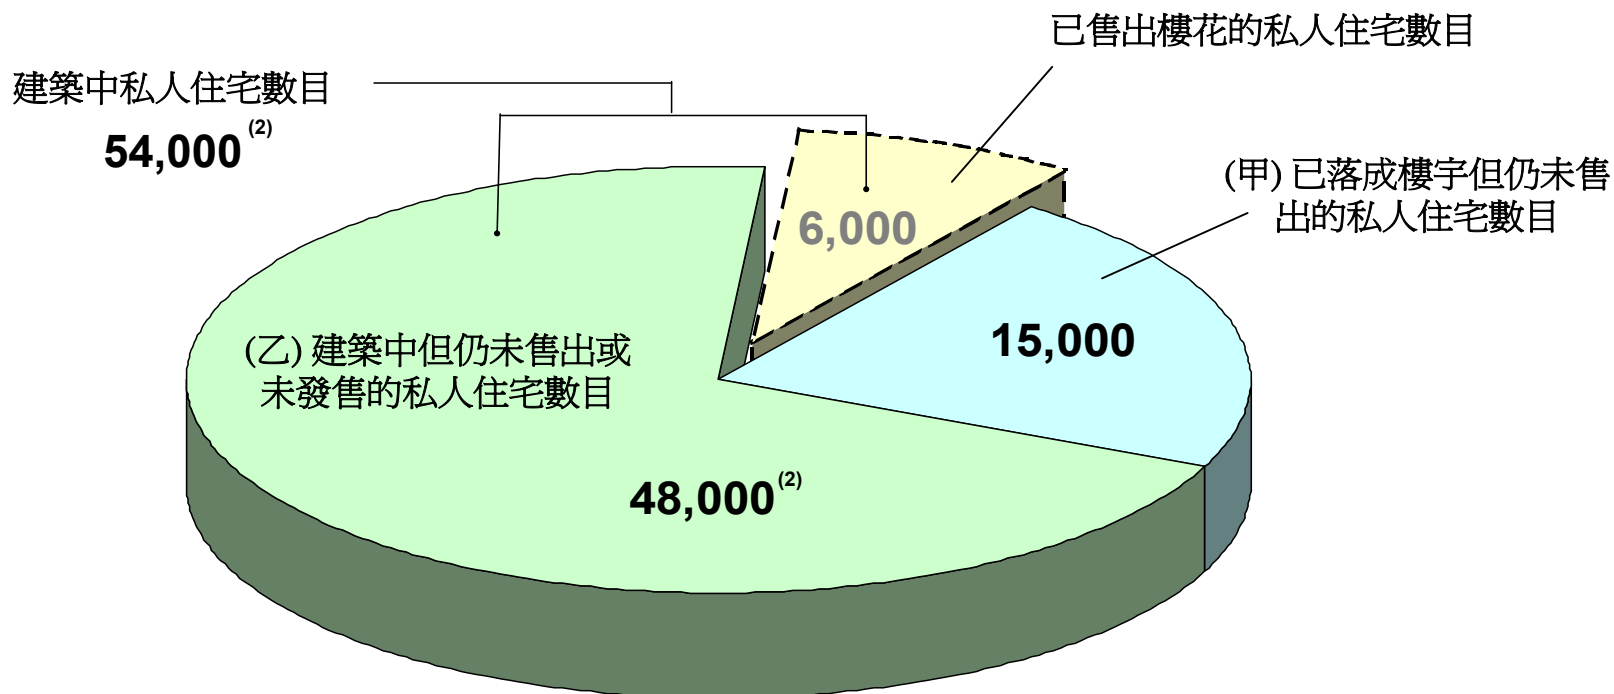 已售出樓花的私人住宅數目
建築中私人住宅數目
54,000 (2)
(甲) 已落成樓宇但仍未售
出的私人住宅數目
6,000
15,000
(乙) 建築中但仍未售出或
未發售的私人住宅數目
48,000 (2)